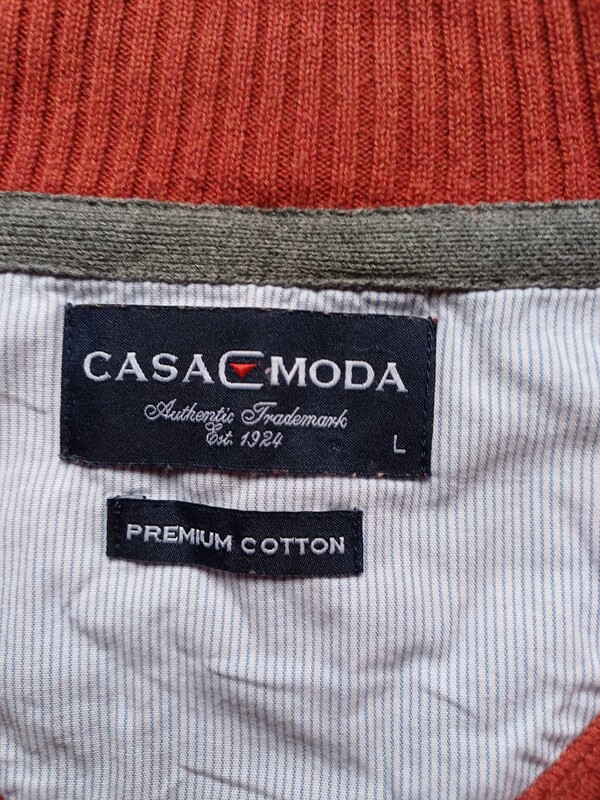 CASA MODA
Authentic Trademark
Est. 1924
L
PREMIUM COTTON